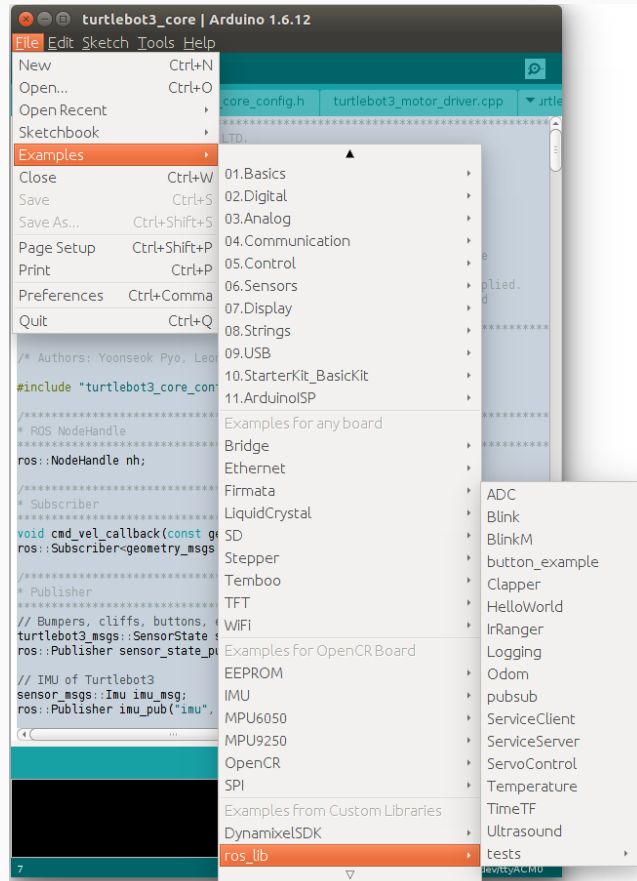 turtlebot3_core | Arduino 1.6.12
File Edit Sketch Tools Help
New Ctrl+N
Open... Ctrl+O
Open Recent
Sketchbook
Examples
Close Ctrl+W
Save Ctrl+S
Save As... Ctrl+Shift+S
Page Setup Ctrl+Shift+P
Print Ctrl+P
Preferences Ctrl+Comma
Quit Ctrl+Q
core_config.h turtlebot3_motor_driver.cpp
LTD.
plied.
01.Basics
02.Digital
03.Analog
04.Communication
05.Control
06.Sensors
07.Display
08.Strings
09.USB
10.StarterKit_BasicKit
11.ArduinoISP
Examples for any board
Bridge
Ethernet
Firmata
LiquidCrystal
SD
Stepper
Temboo
TFT
WiFi
Examples for OpenCR Board
EEPROM
IMU
MPU6050
MPU9250
OpenCR
SPI
Examples from Custom Libraries
DynamixelSDK
ros_lib
ADC
Blink
BlinkM
button_example
Clapper
HelloWorld
IrRanger
Logging
Odom
pubsub
ServiceClient
ServiceServer
ServoControl
Temperature
TimeTF
Ultrasound
tests
/* Authors: Yoonseok Pyo, Leon
#include "turtlebot3_core_con
/*******************************
* ROS NodeHandle
*******************************
ros::NodeHandle nh;
/*******************************
* Subscriber
*******************************
void cmd_vel_callback(const ge
ros::Subscriber<geometry_msgs
/*******************************
* Publisher
*******************************
// Bumpers, cliffs, buttons, e
turtlebot3_msgs::SensorState s
ros::Publisher sensor_state_pu
// IMU of Turtlebot3
sensor_msgs::Imu imu_msg;
ros::Publisher imu_pub("imu",
7
dev/ttyACM0